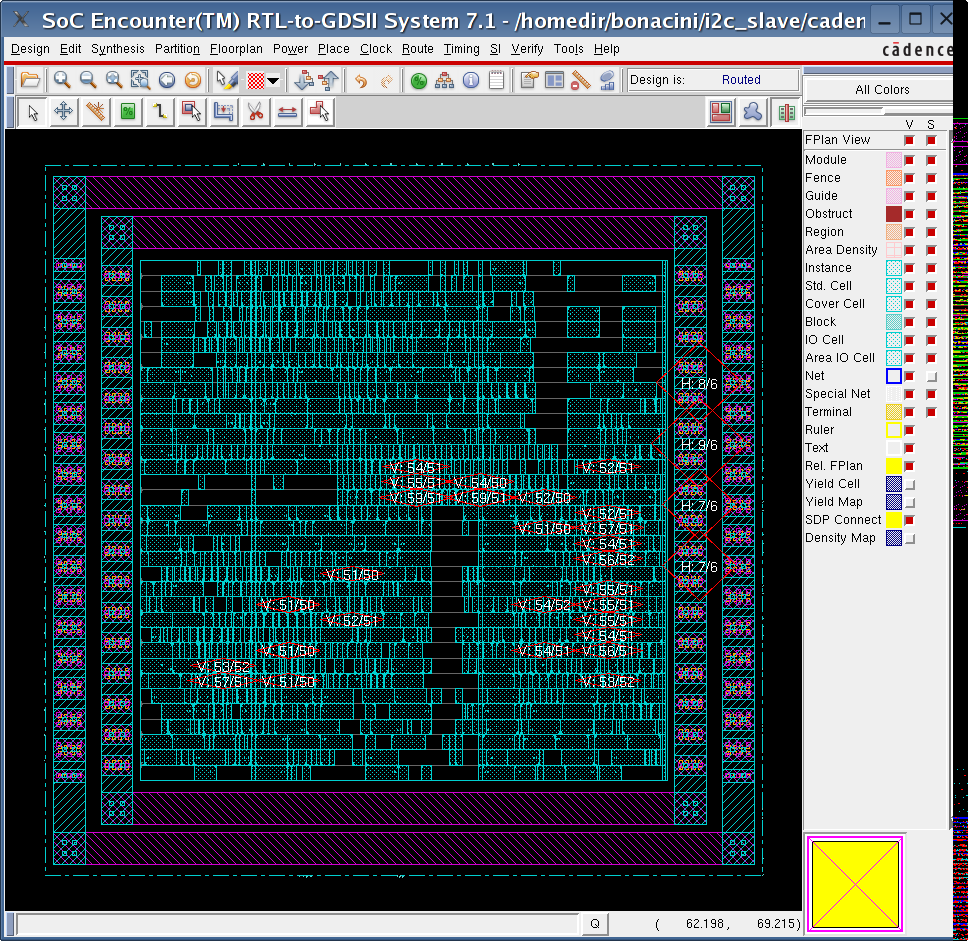 SoC Encounter(TM) RTL-to-GDSII System 7.1 - /homedir/bonacini/i2c_slave/caden
Design Edit Synthesis Partition Floorplan Power Place Clock Route Timing SI Verify Tools Help
cādence
Design is: Routed
All Colors
V S
FPlan View
Module
Fence
Guide
Obstruct
Region
Area Density
Instance
Std. Cell
Cover Cell
Block
IO Cell
Area IO Cell
Net
Special Net
Terminal
Ruler
Text
Rel. FPlan
Yield Cell
Yield Map
SDP Connect
Density Map
H: 8/6
H: 9/6
V: 54/51 V: 52/51
V: 55/51 V: 54/50
V: 59/51 V: 59/51 V: 52/50
H: 7/6
V: 52/51
V: 51/50 V: 57/51
V: 54/51
V: 56/52
H: 7/6
V: 51/50
V: 55/51
V: 51/50 V: 54/52 V: 55/51
V: 52/51 V: 55/51
V: 54/51
V: 51/50 V: 54/51 V: 56/51
V: 53/52
V: 57/51 V: 51/50 V: 58/52
Q
( 62.198, 69.215)